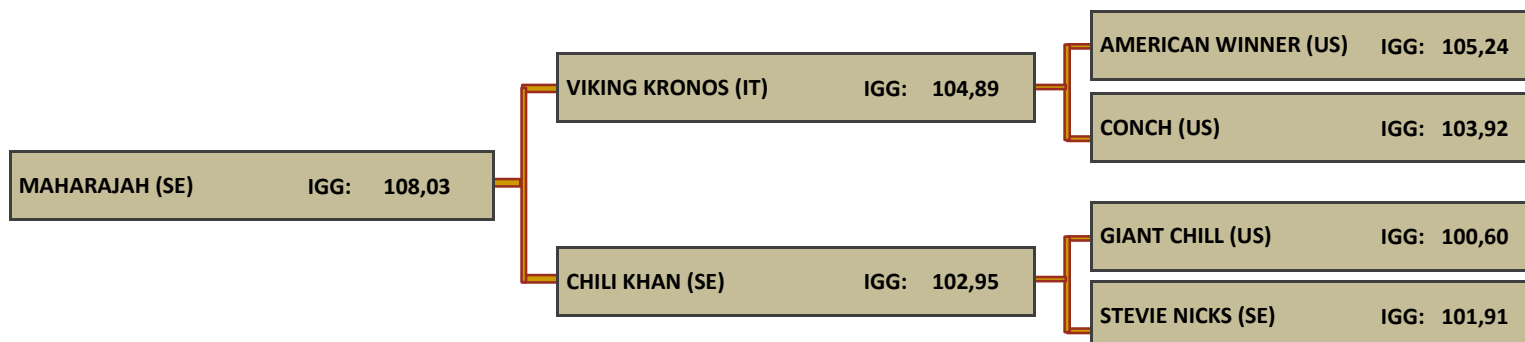 AMERICAN WINNER (US) IGG: 105,24
VIKING KRONOS (IT) IGG: 104,89
CONCH (US) IGG: 103,92
MAHARAJAH (SE) IGG: 108,03
GIANT CHILL (US) IGG: 100,60
CHILI KHAN (SE) IGG: 102,95
STEVIE NICKS (SE) IGG: 101,91